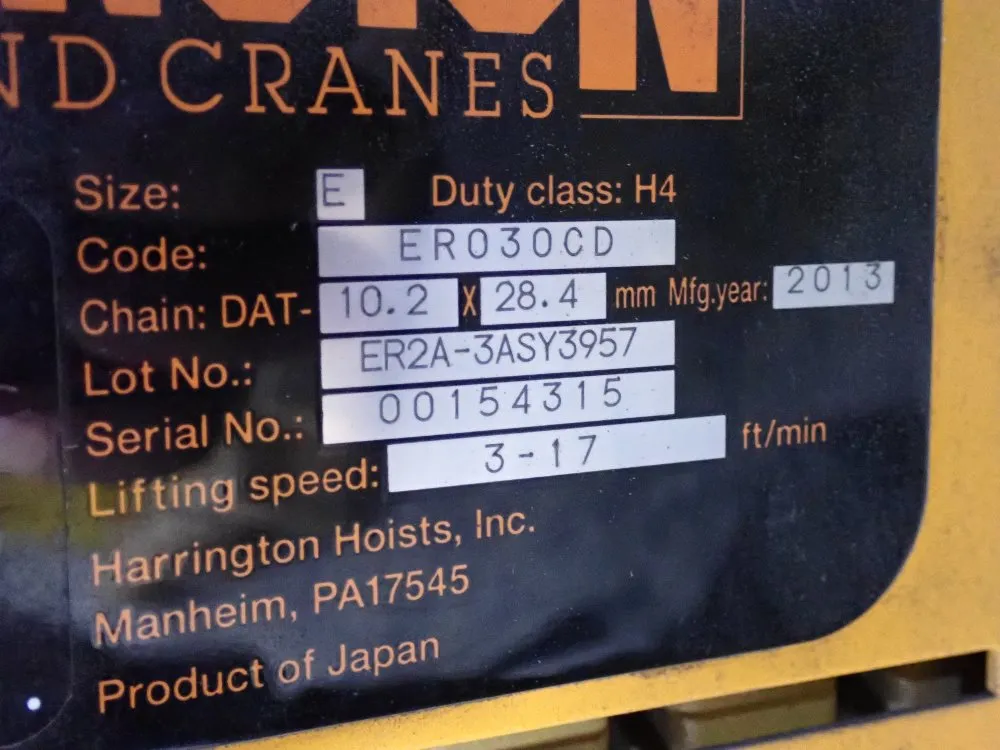 ND CRANES
Size: E Duty class: H4
Code: ER030CD
Chain: DAT- 10.2 X 28.4 mm Mfg.year: 2013
Lot No.: ER2A-3ASY3957
Serial No.: 00154315
Lifting speed: 3-17 ft/min
Harrington Hoists, Inc.
Manheim, PA17545
Product of Japan